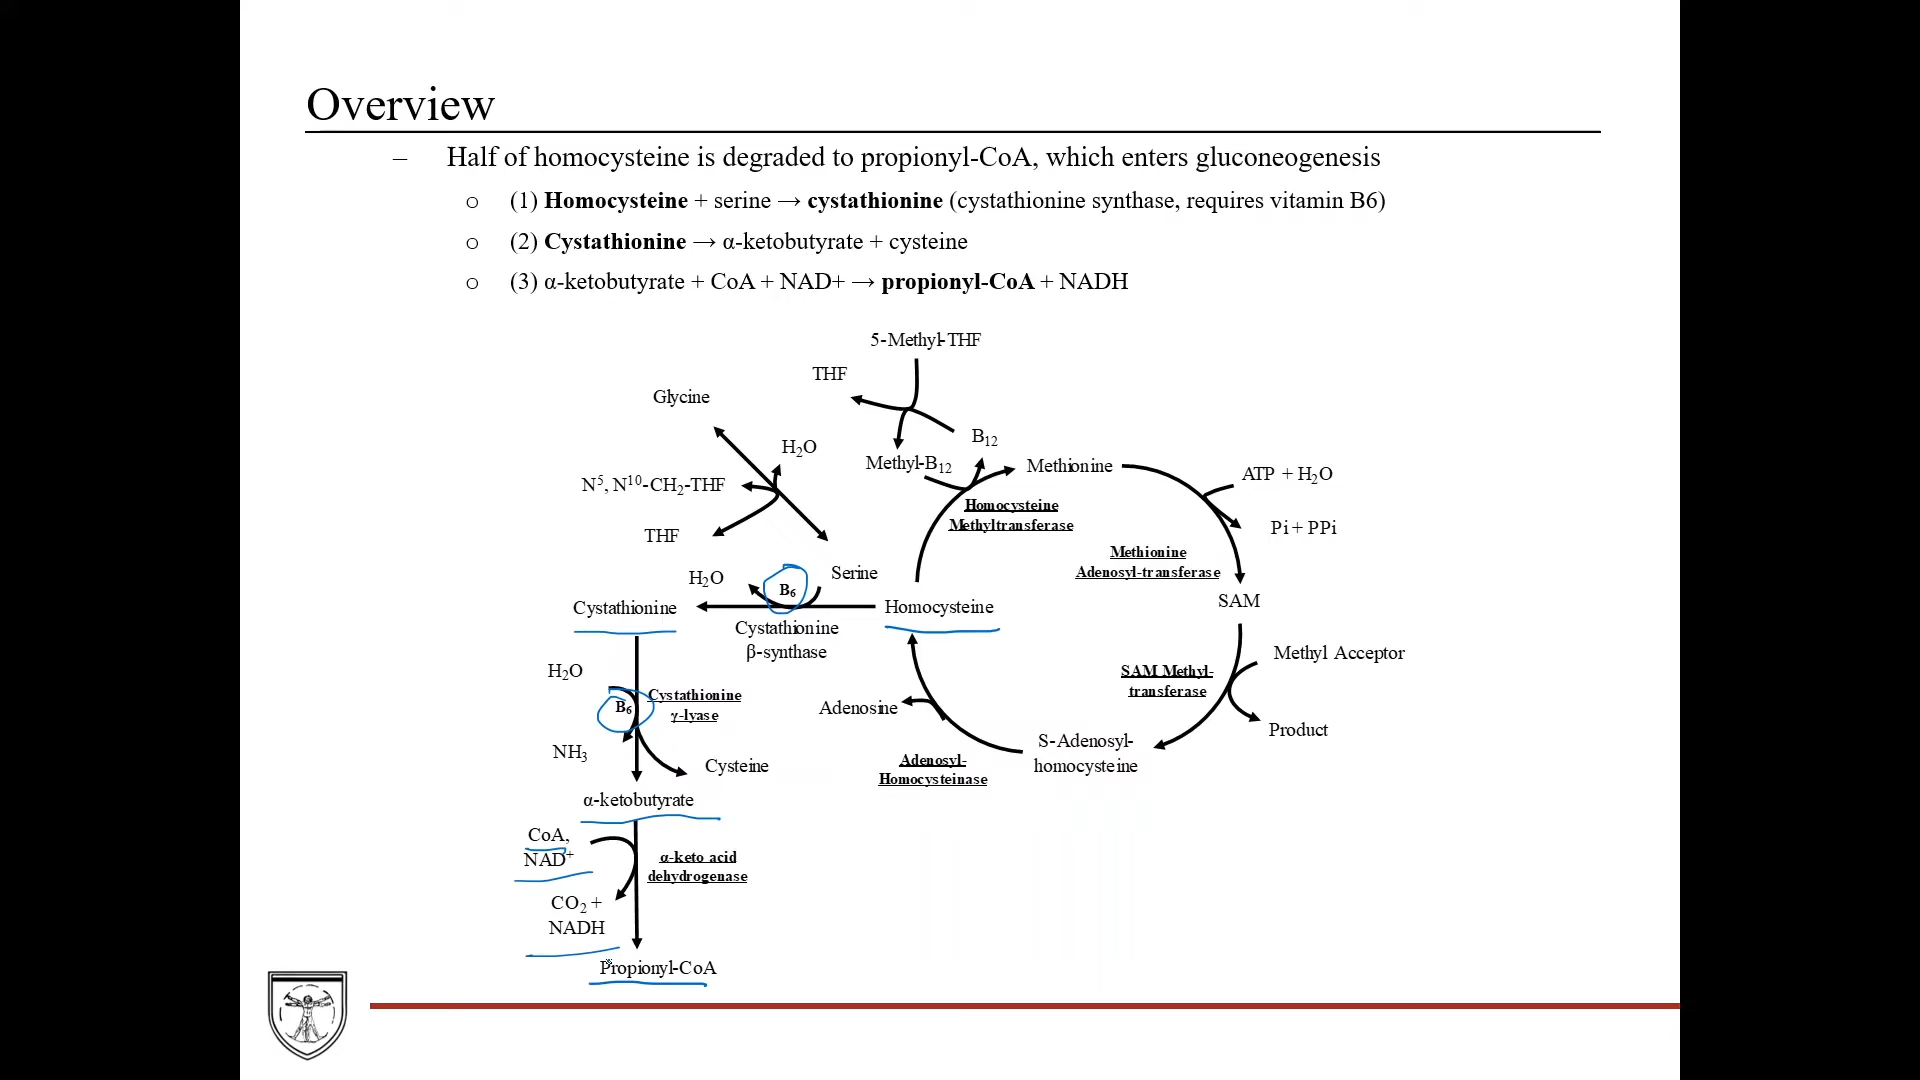 Overview
– Half of homocysteine is degraded to propionyl-CoA, which enters gluconeogenesis
o (1) Homocysteine + serine → cystathionine (cystathionine synthase, requires vitamin B6)
o (2) Cystathionine → α-ketobutyrate + cysteine
o (3) α-ketobutyrate + CoA + NAD+ → propionyl-CoA + NADH
5-Methyl-THF
THF
Glycine
B12
H2O
Methyl-B12
Methionine
ATP + H2O
N5, N10-CH2-THF
Homocysteine
Methyltransferase
Pi + PPi
THF
Methionine
Adenosyl-transferase
Serine
H2O
B6
SAM
Cystathionine
Homocysteine
Cystathionine
β-synthase
Methyl Acceptor
H2O
SAM Methyl-
transferase
Cystathionine
γ-lyase
B6
Adenosine
Product
S-Adenosyl-
homocysteine
NH3
Cysteine
Adenosyl-
Homocysteinase
α-ketobutyrate
CoA,
NAD+
α-keto acid
dehydrogenase
CO2 +
NADH
Propionyl-CoA